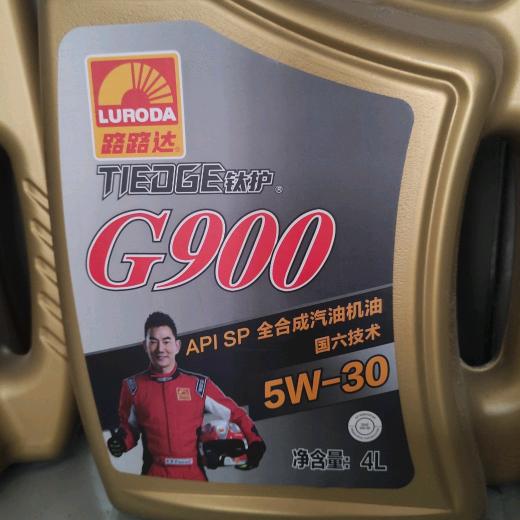 LURODA
路路达®
TIEDGE钛护®
G900
API SP 全合成汽油机油
国六技术
5W-30
净含量: 4L